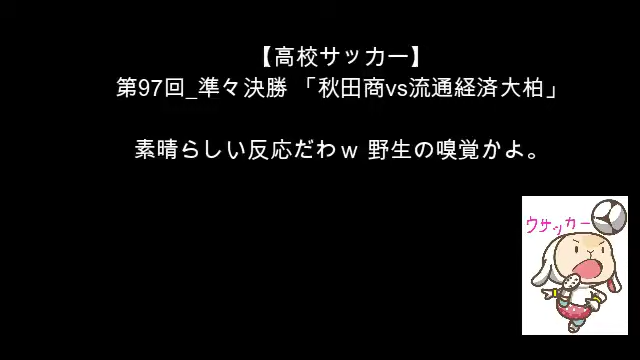 【高校サッカー】
第97回_準々決勝 「秋田商vs流通経済大柏」
素晴らしい反応だわｗ 野生の嗅覚かよ。
ウサッカー